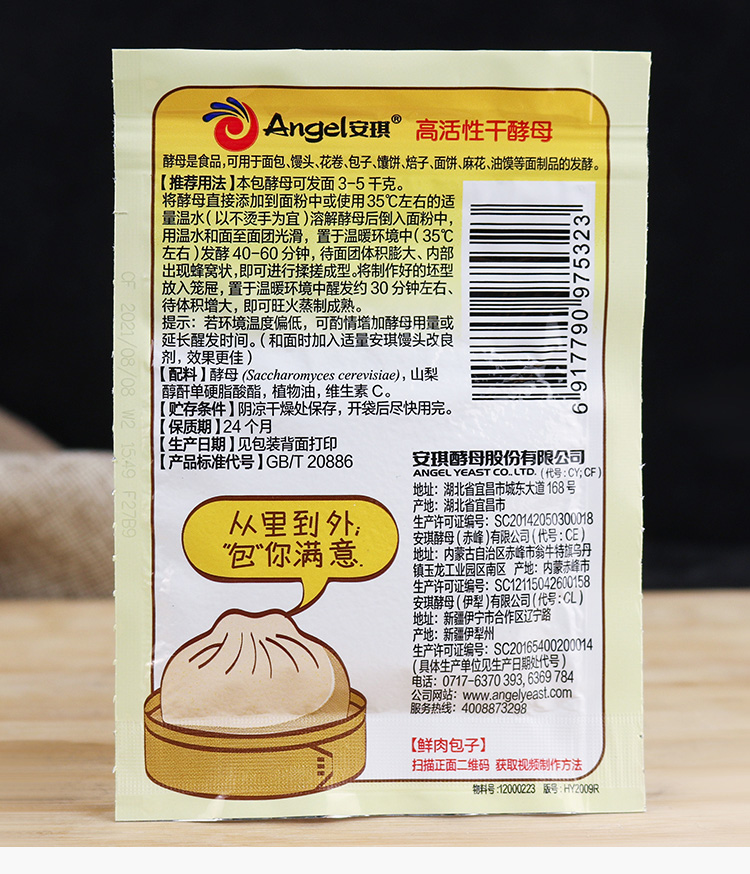 Angel安琪® 高活性干酵母
酵母是食品,可用于面包、馒头、花卷、包子、馕饼、焙子、面饼、麻花、油馍等面制品的发酵。
【推荐用法】本包酵母可发面 3-5 千克。
将酵母直接添加到面粉中或使用35℃左右的适
量温水(以不烫手为宜)溶解酵母后倒入面粉中,
用温水和面至面团光滑,置于温暖环境中(35℃
左右)发酵 40-60 分钟,待面团体积膨大、内部
出现蜂窝状,即可进行揉搓成型。将制作好的坯型
放入笼屉,置于温暖环境中醒发约 30 分钟左右、
待体积增大,即可旺火蒸制成熟。
提示:若环境温度偏低,可酌情增加酵母用量或
延长醒发时间。(和面时加入适量安琪馒头改良
剂,效果更佳)
【配料】酵母 (Saccharomyces cerevisiae),山梨
醇酐单硬脂酸酯,植物油,维生素 C。
【贮存条件】阴凉干燥处保存,开袋后尽快用完。
【保质期】24 个月
【生产日期】见包装背面打印
【产品标准代号】GB/T 20886
6 917790 975323
CF 2021/08/08 W2 1549 F2769
从里到外,
"包"你满意.
安琪酵母股份有限公司
ANGEL YEAST CO., LTD. (代号:CY;CF)
地址:湖北省宜昌市城东大道 168 号
产地:湖北省宜昌市
生产许可证编号:SC20142050300018
安琪酵母(赤峰)有限公司(代号:CE)
地址:内蒙古自治区赤峰市翁牛特旗乌丹
镇玉龙工业园区南区 产地:内蒙赤峰市
生产许可证编号:SC12115042600158
安琪酵母(伊犁)有限公司(代号:CL)
地址:新疆伊宁市合作区辽宁路
产地:新疆伊犁州
生产许可证编号:SC20165400200014
(具体生产单位见生产日期处代号)
电话:0717-6370 393, 6369 784
公司网站:www.angelyeast.com
服务热线:4008873298
【鲜肉包子】
扫描正面二维码 获取视频制作方法
物料号:12000223 版号:HY2009R